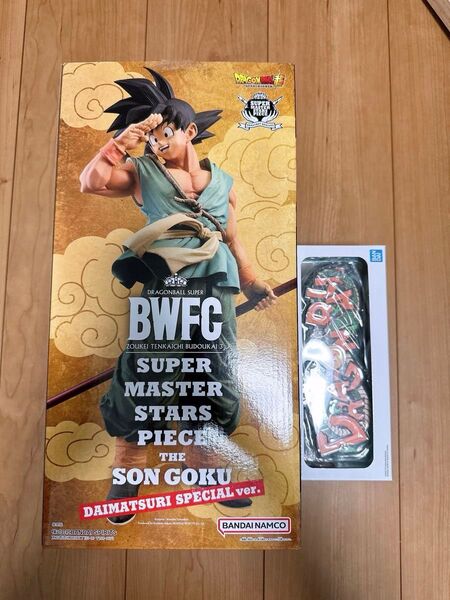 DRAGONBALL
SUPER
MASTER
STARS
PIECE
DRAGONBALL SUPER
BWFC
ZOUKEI TENKAICHI BUDOUKAI 3
SUPER
MASTER
STARS
PIECE
THE
SON GOKU
DAIMATSURI SPECIAL ver.
BANDAI NAMCO